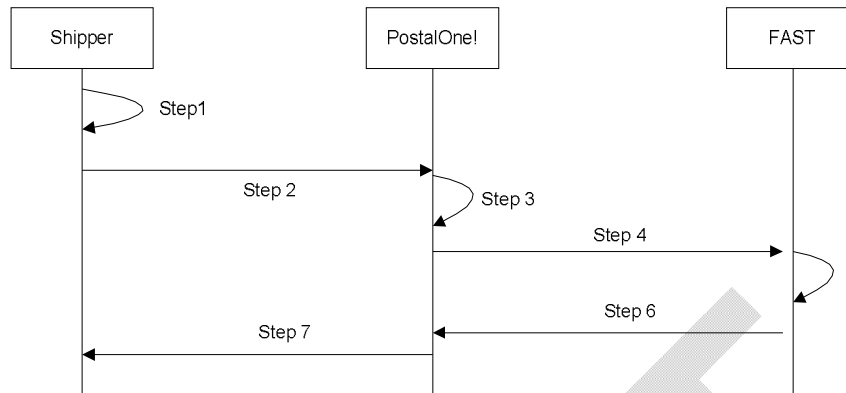 Shipper
PostalOne!
FAST
Step1
Step 2
Step 3
Step 4
Step 6
Step 7